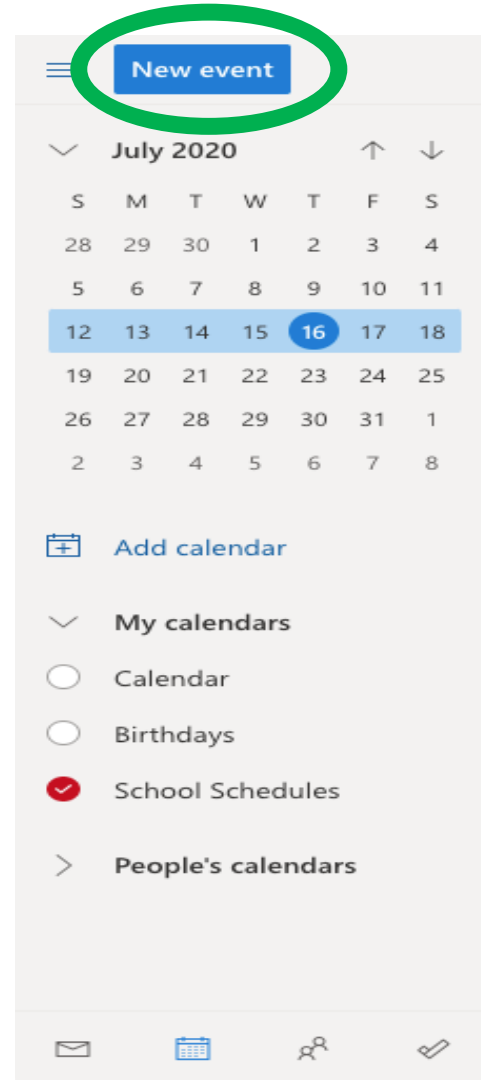 New event
July 2020
S M T W T F S
28 29 30 1 2 3 4
5 6 7 8 9 10 11
12 13 14 15 16 17 18
19 20 21 22 23 24 25
26 27 28 29 30 31 1
2 3 4 5 6 7 8
Add calendar
My calendars
Calendar
Birthdays
School Schedules
People's calendars